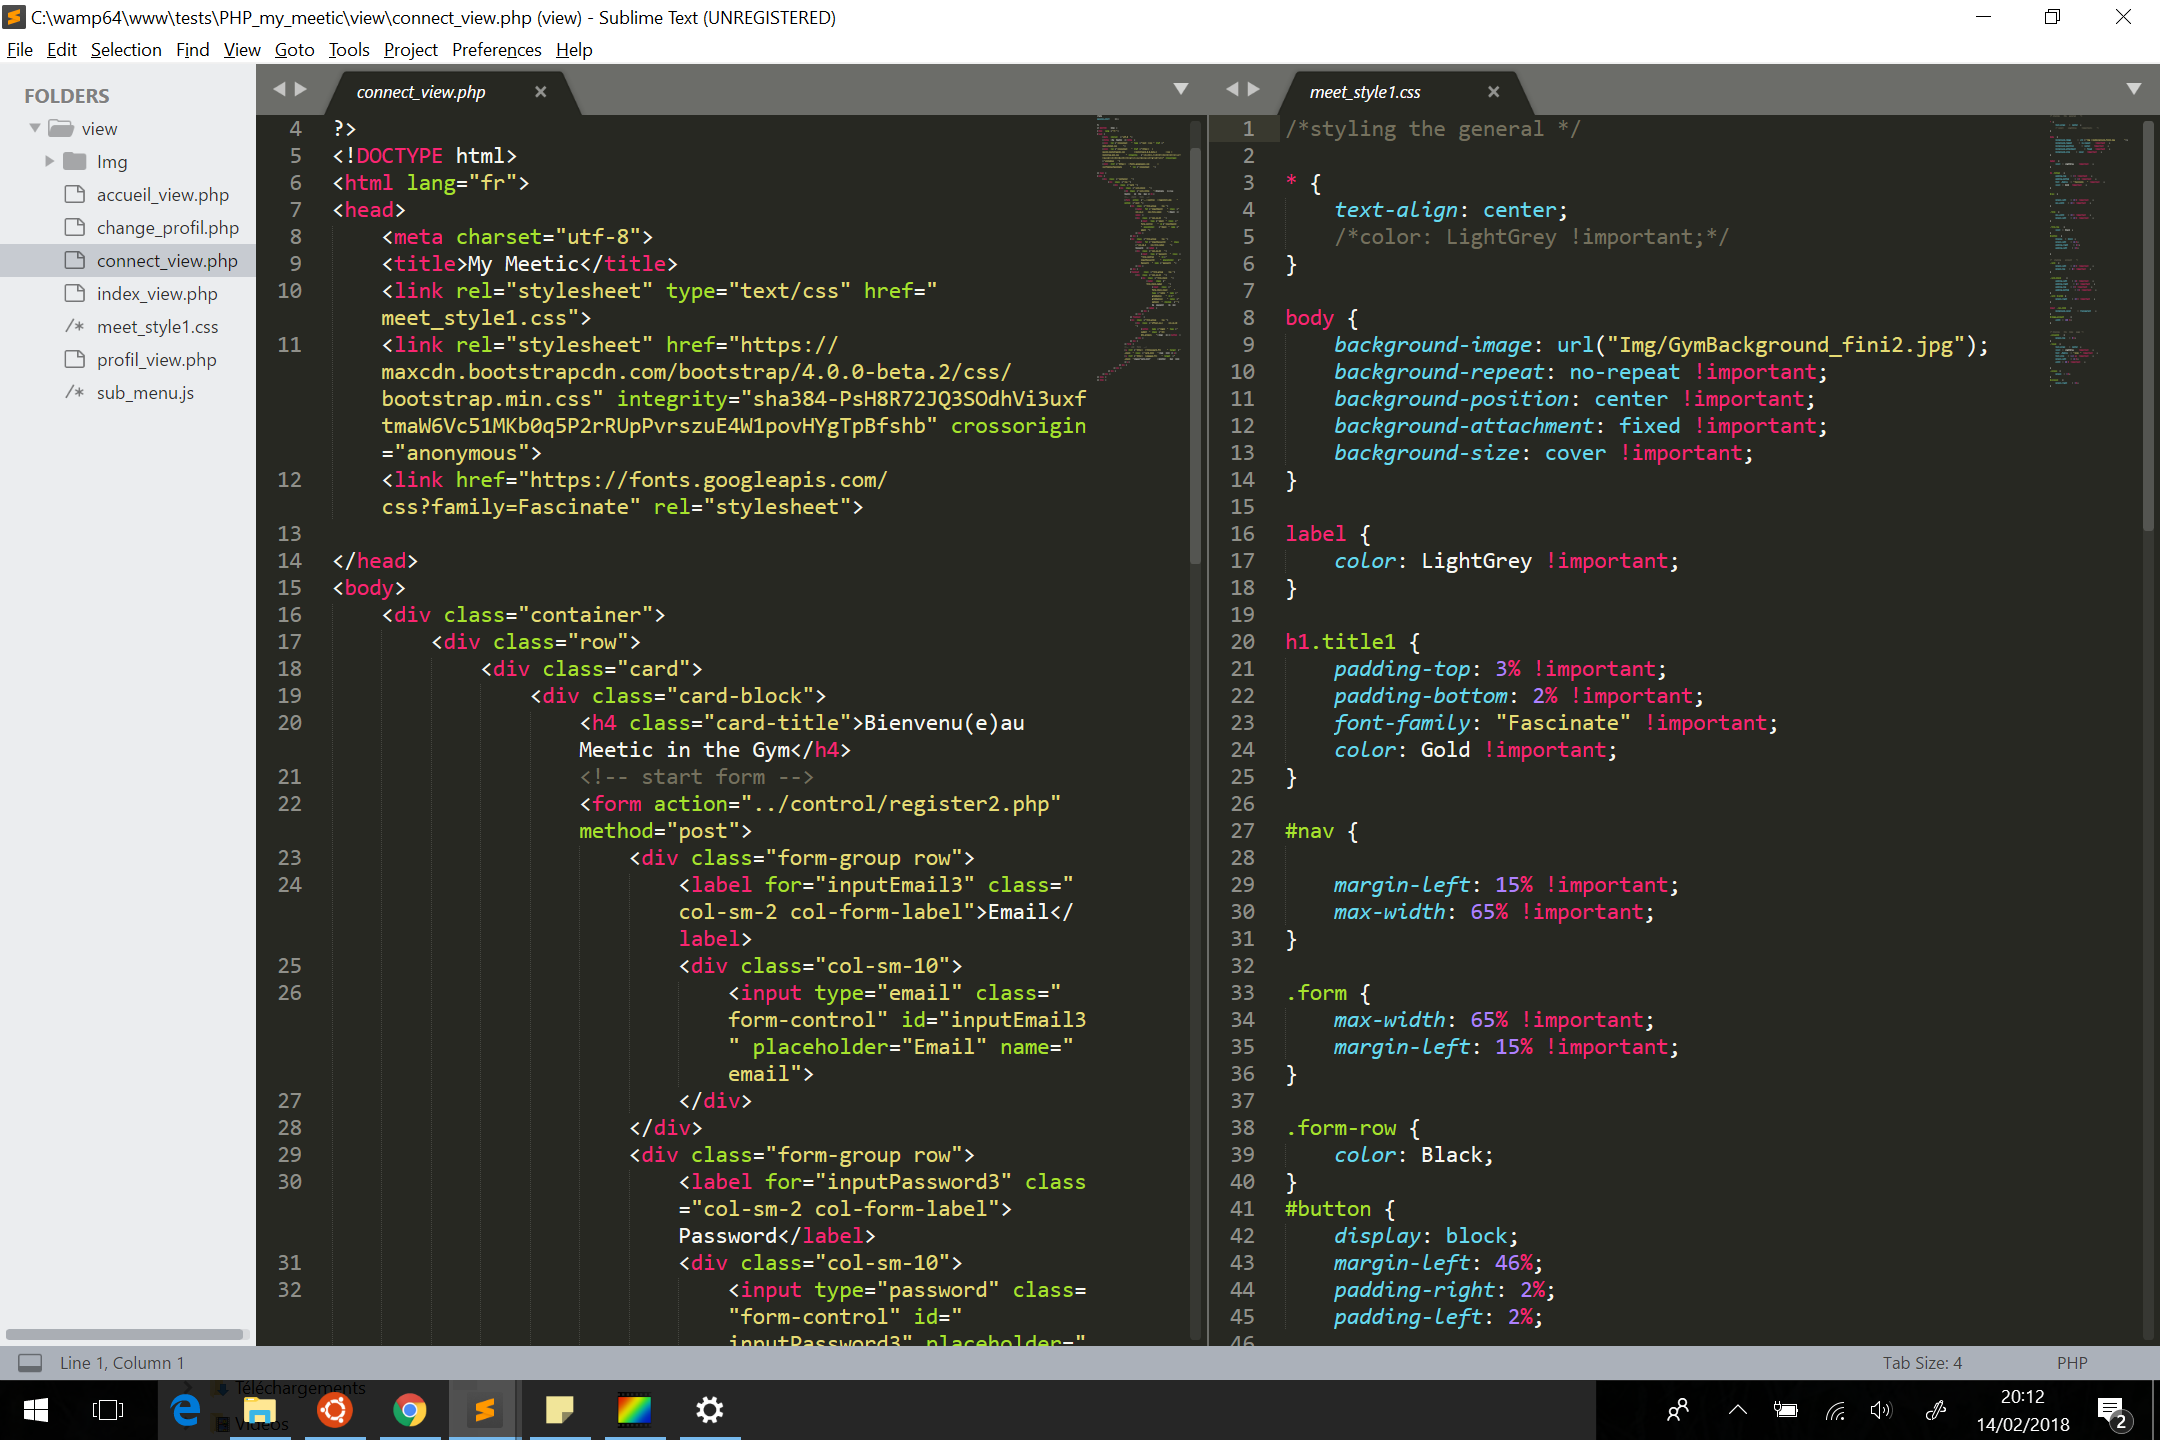 C:\wamp64\www\tests\PHP_my_meetic\view\connect_view.php (view) - Sublime Text (UNREGISTERED)
File Edit Selection Find View Goto Tools Project Preferences Help
FOLDERS
view
Img
accueil_view.php
change_profil.php
connect_view.php
index_view.php
/* meet_style1.css
profil_view.php
/* sub_menu.js
connect_view.php ×
4 ?>
5 <!DOCTYPE html>
6 <html lang="fr">
7 <head>
8 <meta charset="utf-8">
9 <title>My Meetic</title>
10 <link rel="stylesheet" type="text/css" href="
meet_style1.css">
11 <link rel="stylesheet" href="https://
maxcdn.bootstrapcdn.com/bootstrap/4.0.0-beta.2/css/
bootstrap.min.css" integrity="sha384-PsH8R72JQ3SOdhVi3uxf
tmaW6Vc51MKb0q5P2rRUpPvrszuE4W1povHYgTpBfshb" crossorigin
="anonymous">
12 <link href="https://fonts.googleapis.com/
css?family=Fascinate" rel="stylesheet">
13
14 </head>
15 <body>
16 <div class="container">
17 <div class="row">
18 <div class="card">
19 <div class="card-block">
20 <h4 class="card-title">Bienvenu(e)au
Meetic in the Gym</h4>
21 <!-- start form -->
22 <form action="../control/register2.php"
method="post">
23 <div class="form-group row">
24 <label for="inputEmail3" class="
col-sm-2 col-form-label">Email</
label>
25 <div class="col-sm-10">
26 <input type="email" class="
form-control" id="inputEmail3
" placeholder="Email" name="
email">
27 </div>
28 </div>
29 <div class="form-group row">
30 <label for="inputPassword3" class
="col-sm-2 col-form-label">
Password</label>
31 <div class="col-sm-10">
32 <input type="password" class=
"form-control" id="
inputPassword3" placeholder="
meet_style1.css ×
1 /*styling the general */
2
3 * {
4 text-align: center;
5 /*color: LightGrey !important;*/
6 }
7
8 body {
9 background-image: url("Img/GymBackground_fini2.jpg");
10 background-repeat: no-repeat !important;
11 background-position: center !important;
12 background-attachment: fixed !important;
13 background-size: cover !important;
14 }
15
16 label {
17 color: LightGrey !important;
18 }
19
20 h1.title1 {
21 padding-top: 3% !important;
22 padding-bottom: 2% !important;
23 font-family: "Fascinate" !important;
24 color: Gold !important;
25 }
26
27 #nav {
28
29 margin-left: 15% !important;
30 max-width: 65% !important;
31 }
32
33 .form {
34 max-width: 65% !important;
35 margin-left: 15% !important;
36 }
37
38 .form-row {
39 color: Black;
40 }
41 #button {
42 display: block;
43 margin-left: 46%;
44 padding-right: 2%;
45 padding-left: 2%;
46
Line 1, Column 1
Tab Size: 4
PHP
Téléchargements
Vidéos
20:12
14/02/2018
2